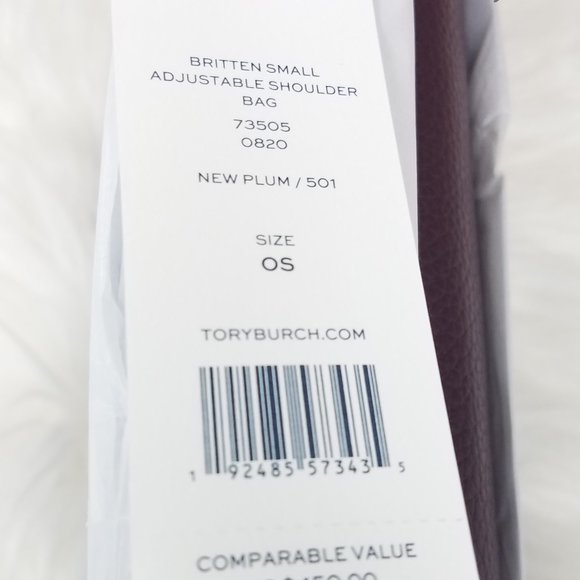 BRITTEN SMALL
ADJUSTABLE SHOULDER
BAG
73505
0820
NEW PLUM / 501
SIZE
OS
TORYBURCH.COM
1 92485 57343 5
COMPARABLE VALUE